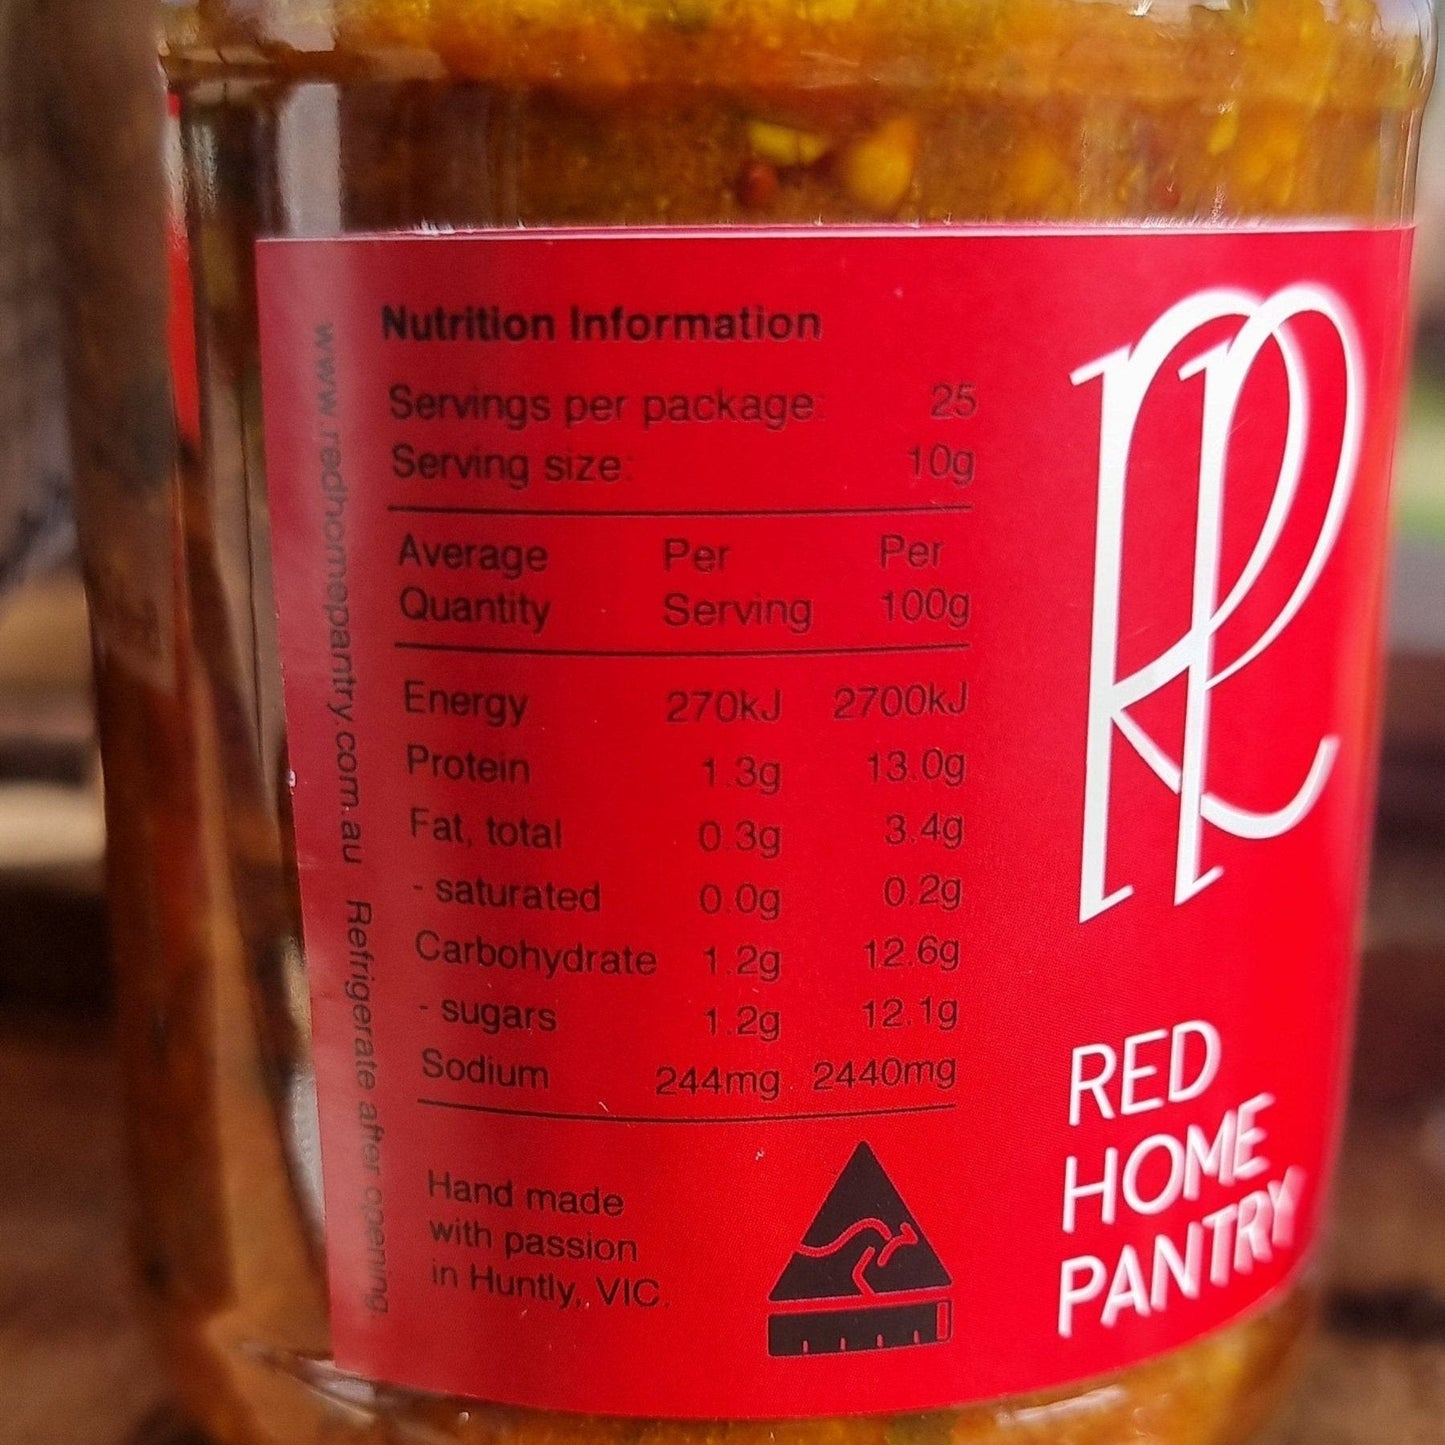 Nutrition Information
Servings per package: 25
Serving size: 10g
Average Per Per
Quantity Serving 100g
Energy 270kJ 2700kJ
Protein 1.3g 13.0g
Fat, total 0.3g 3.4g
- saturated 0.0g 0.2g
Carbohydrate 1.2g 12.6g
- sugars 1.2g 12.1g
Sodium 244mg 2440mg
Hand made
with passion
in Huntly, VIC.
www.redhomepantry.com.au Refrigerate after opening.
RED
HOME
PANTRY